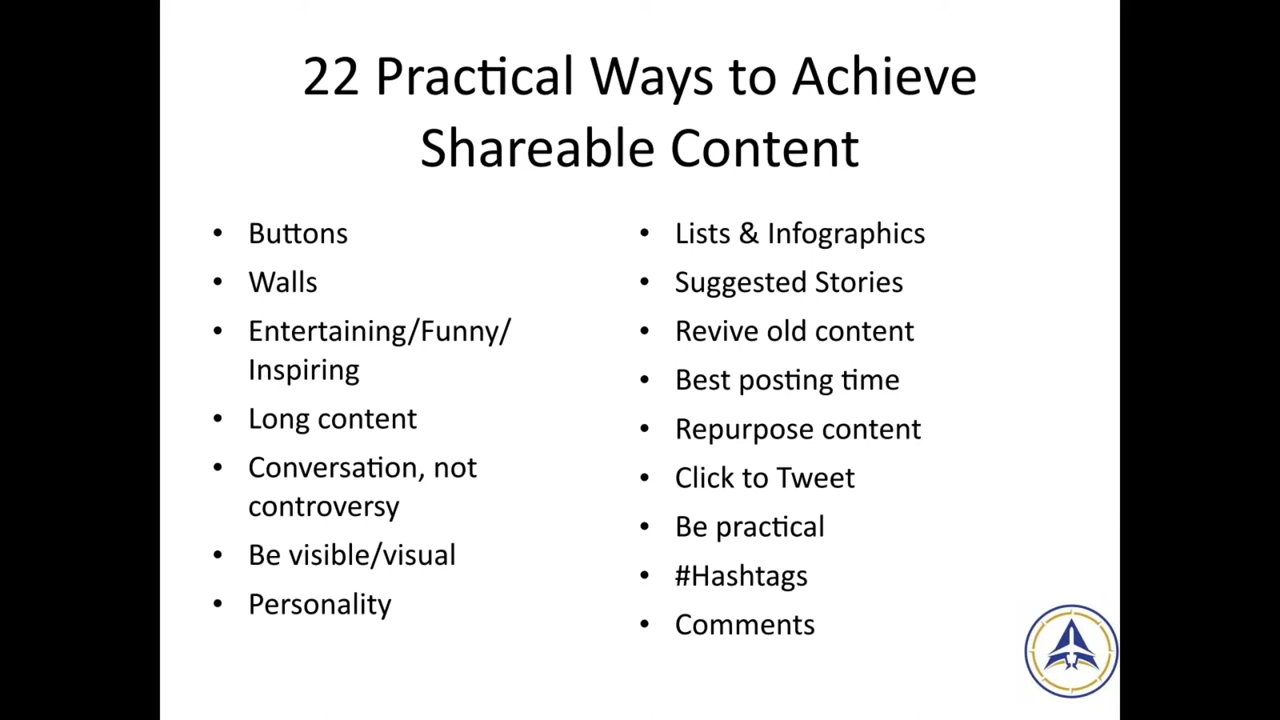 22 Practical Ways to Achieve
Shareable Content
• Buttons
• Walls
• Entertaining/Funny/
Inspiring
• Long content
• Conversation, not
controversy
• Be visible/visual
• Personality
• Lists & Infographics
• Suggested Stories
• Revive old content
• Best posting time
• Repurpose content
• Click to Tweet
• Be practical
• #Hashtags
• Comments